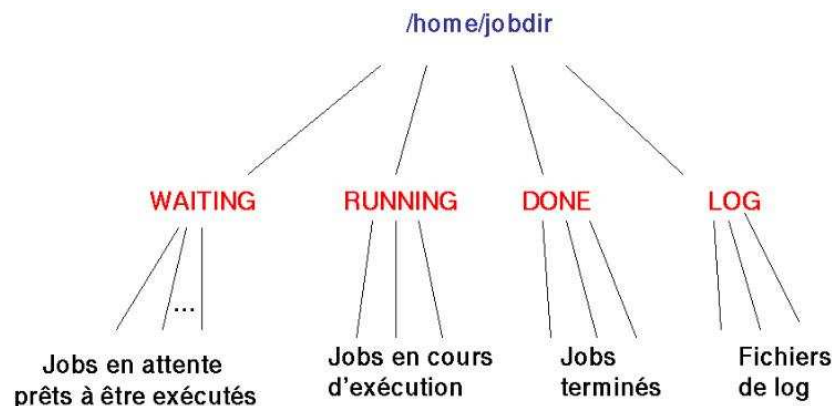 /home/jobdir
WAITING
RUNNING
DONE
LOG
...
Jobs en attente
prêts à être exécutés
Jobs en cours
d'exécution
Jobs
terminés
Fichiers
de log